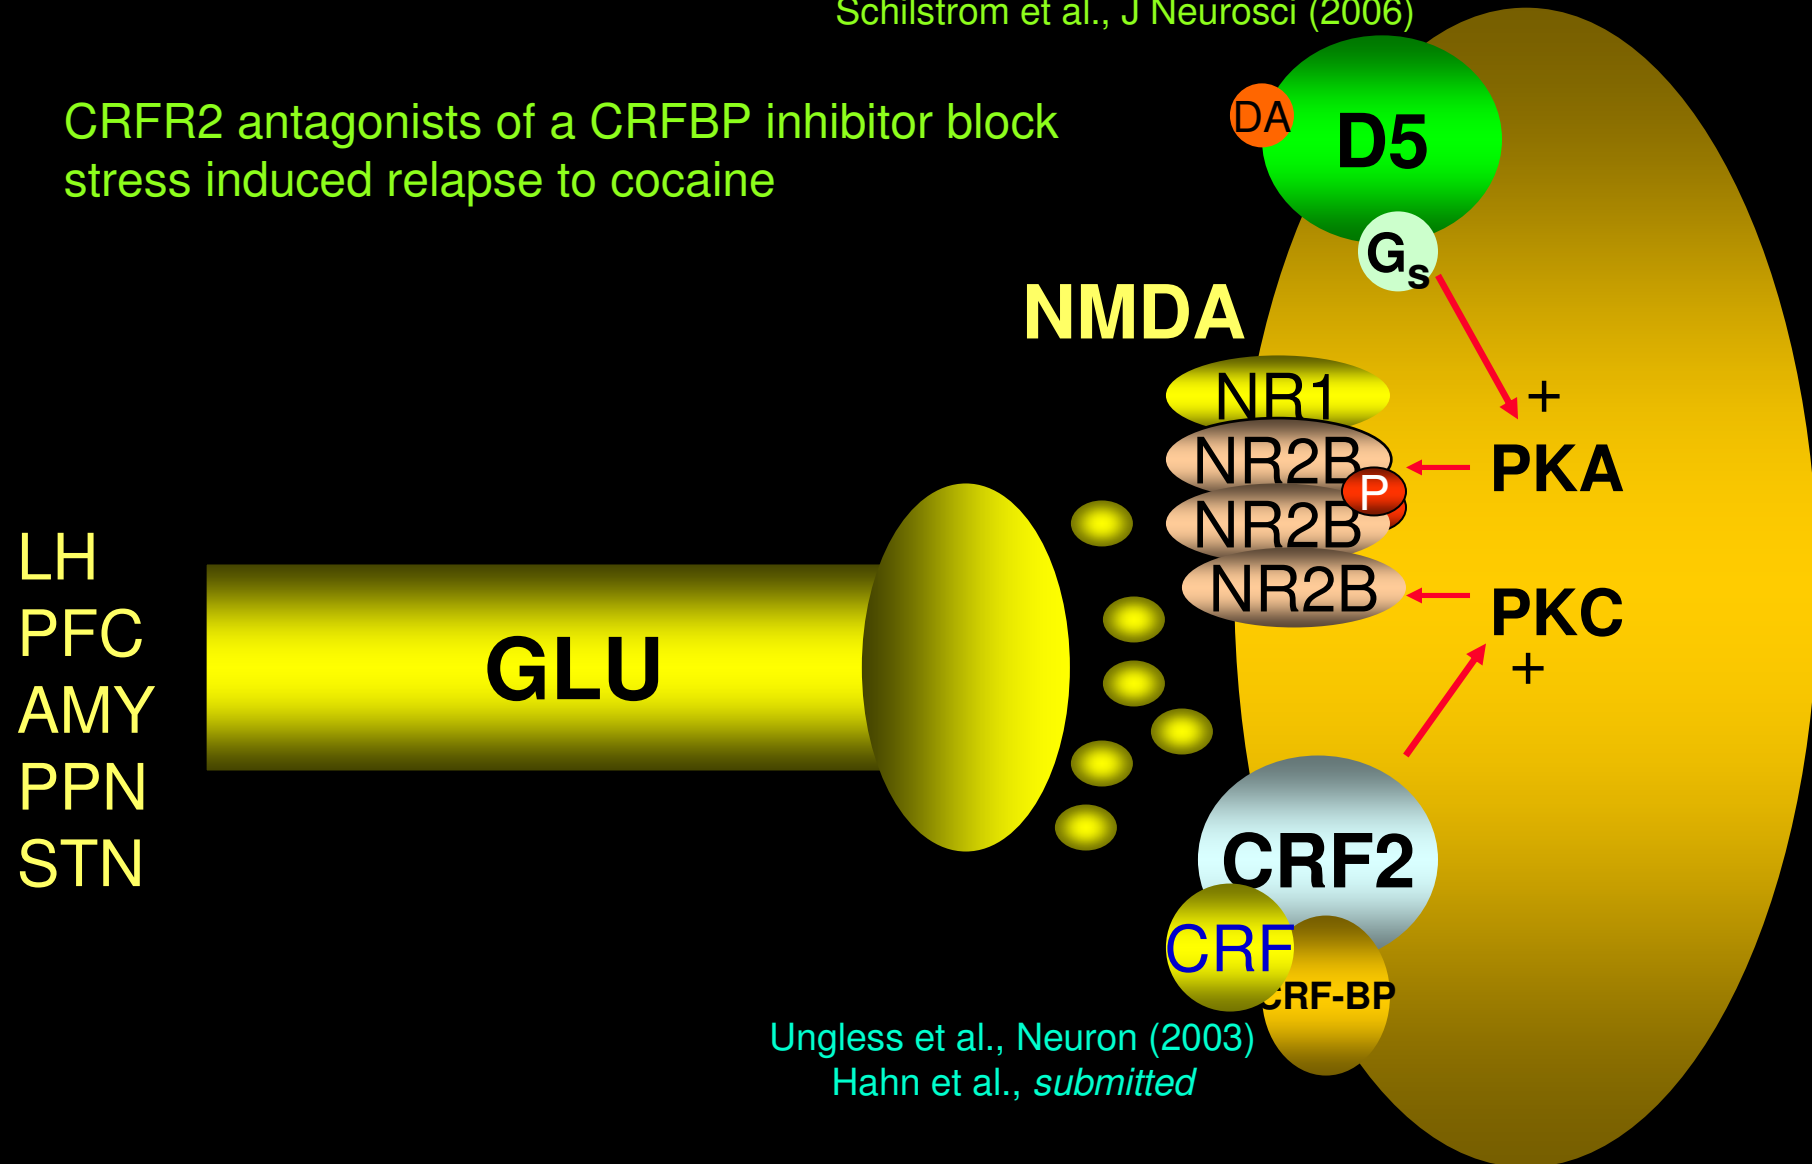 Schilstrom et al., J Neurosci (2006)
CRFR2 antagonists of a CRFBP inhibitor block
stress induced relapse to cocaine
DA
D5
Gs
NMDA
NR1
NR2B
P
NR2B
NR2B
+
PKA
PKC
+
LH
PFC
AMY
PPN
STN
GLU
CRF2
CRF
CRF-BP
Ungless et al., Neuron (2003)
Hahn et al., submitted